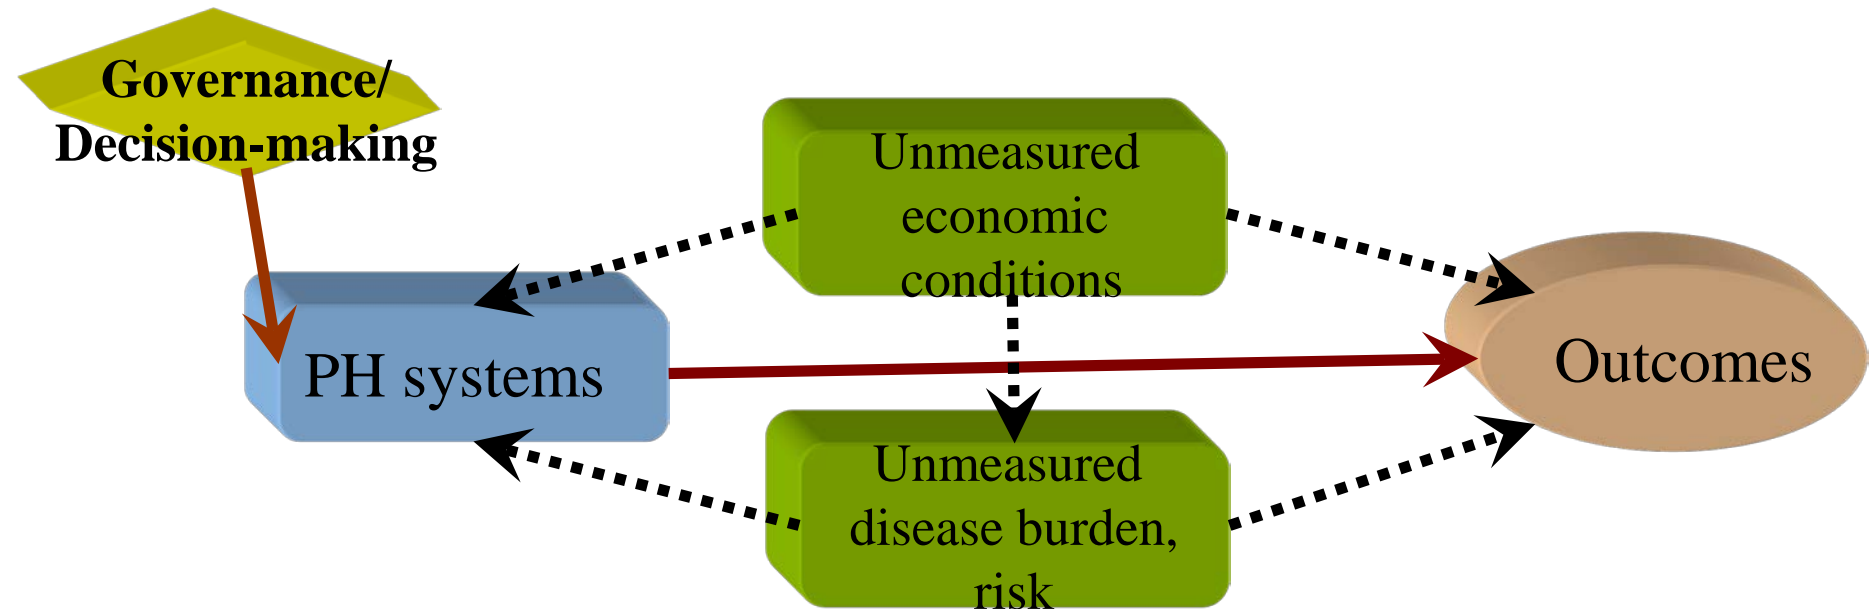 Governance/
Decision-making
Unmeasured
economic
conditions
PH systems
Outcomes
Unmeasured
disease burden,
risk